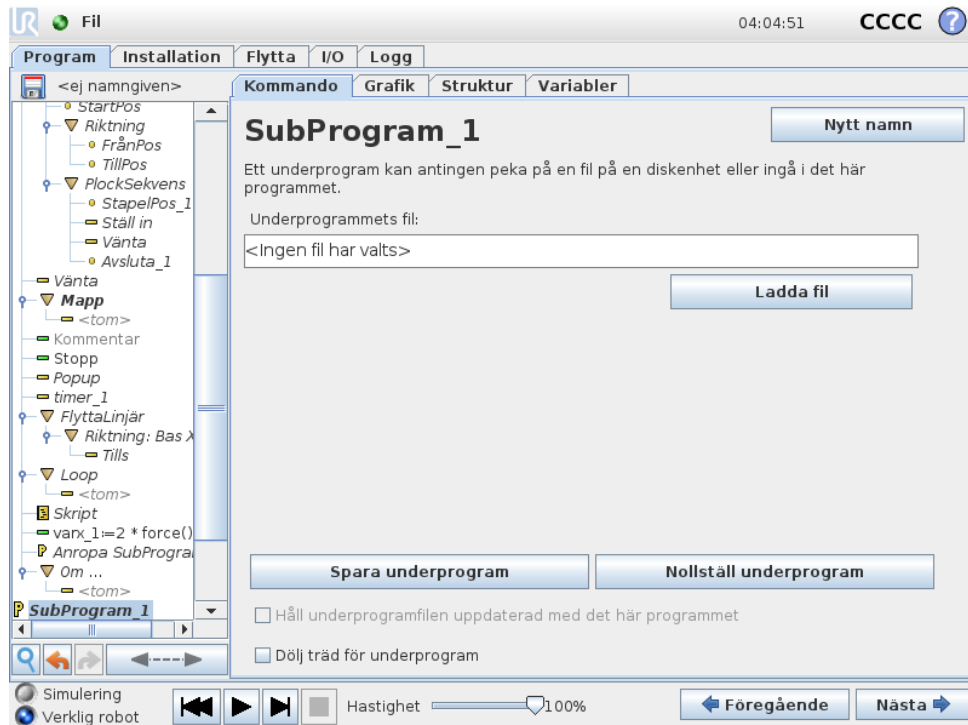 UR Fil 04:04:51 CCCC ?
Program Installation Flytta I/O Logg
<ej namngiven>
Kommando Grafik Struktur Variabler
StartPos
Riktning
FrånPos
TillPos
PlockSekvens
StapelPos_1
Ställ in
Vänta
Avsluta_1
Vänta
Mapp
<tom>
Kommentar
Stopp
Popup
timer_1
FlyttaLinjär
Riktning: Bas X
Tills
Loop
<tom>
Skript
varx_1:=2 * force()
Anropa SubProgra
Om ...
<tom>
SubProgram_1
SubProgram_1
Nytt namn
Ett underprogram kan antingen peka på en fil på en diskenhet eller ingå i det här
programmet.
Underprogrammets fil:
<Ingen fil har valts>
Ladda fil
Spara underprogram Nollställ underprogram
Håll underprogramfilen uppdaterad med det här programmet
Dölj träd för underprogram
Simulering
Verklig robot
Hastighet 100%
Föregående Nästa